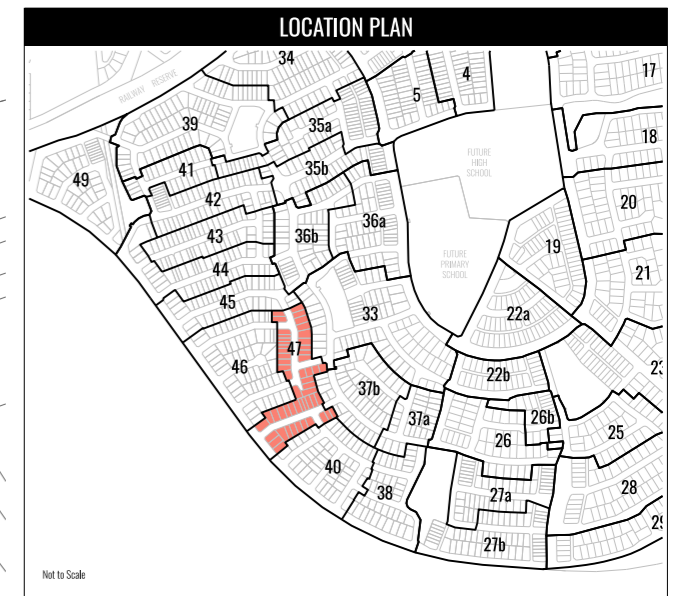 LOCATION PLAN
34
4
17
5
RAILWAY RESERVE
39
35a
18
FUTURE
HIGH
SCHOOL
49
41
35b
42
20
36a
43
36b
19
FUTURE
PRIMARY
SCHOOL
44
21
45
33
22a
47
46
22b
37b
37a
26b
25
26
40
38
28
27a
27b
Not to Scale